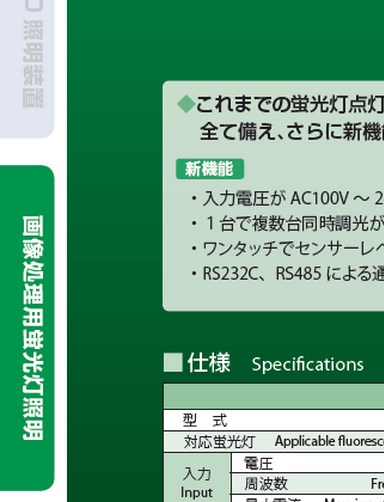 照明装置
画像処理用蛍光灯照明
◆これまでの蛍光灯点灯
全て備え、さらに新機
新機能
・入力電圧が AC100V ～ 2
・1台で複数台同時調光が
・ワンタッチでセンサーレ
・RS232C、RS485 による通
■仕様 Specifications
型 式
対応蛍光灯 Applicable fluoresc
入力
Input
電圧
周波数 Fre